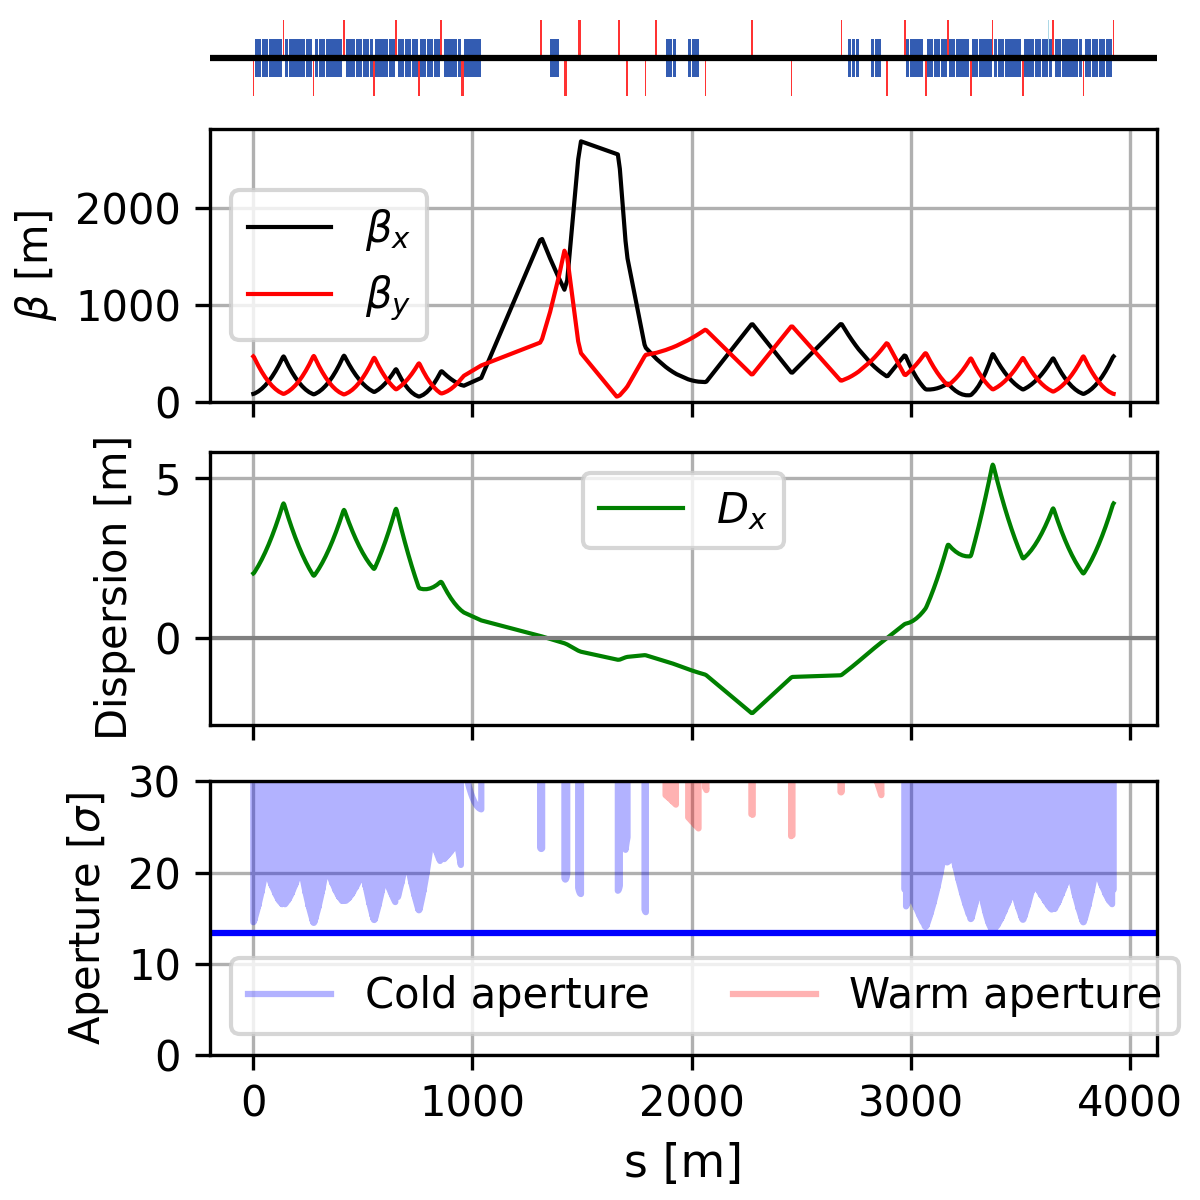 β [m]
2000
1000
0
βx
βy
Dispersion [m]
5
0
Dx
Aperture [σ]
30
20
10
0
Cold aperture
Warm aperture
0 1000 2000 3000 4000
s [m]